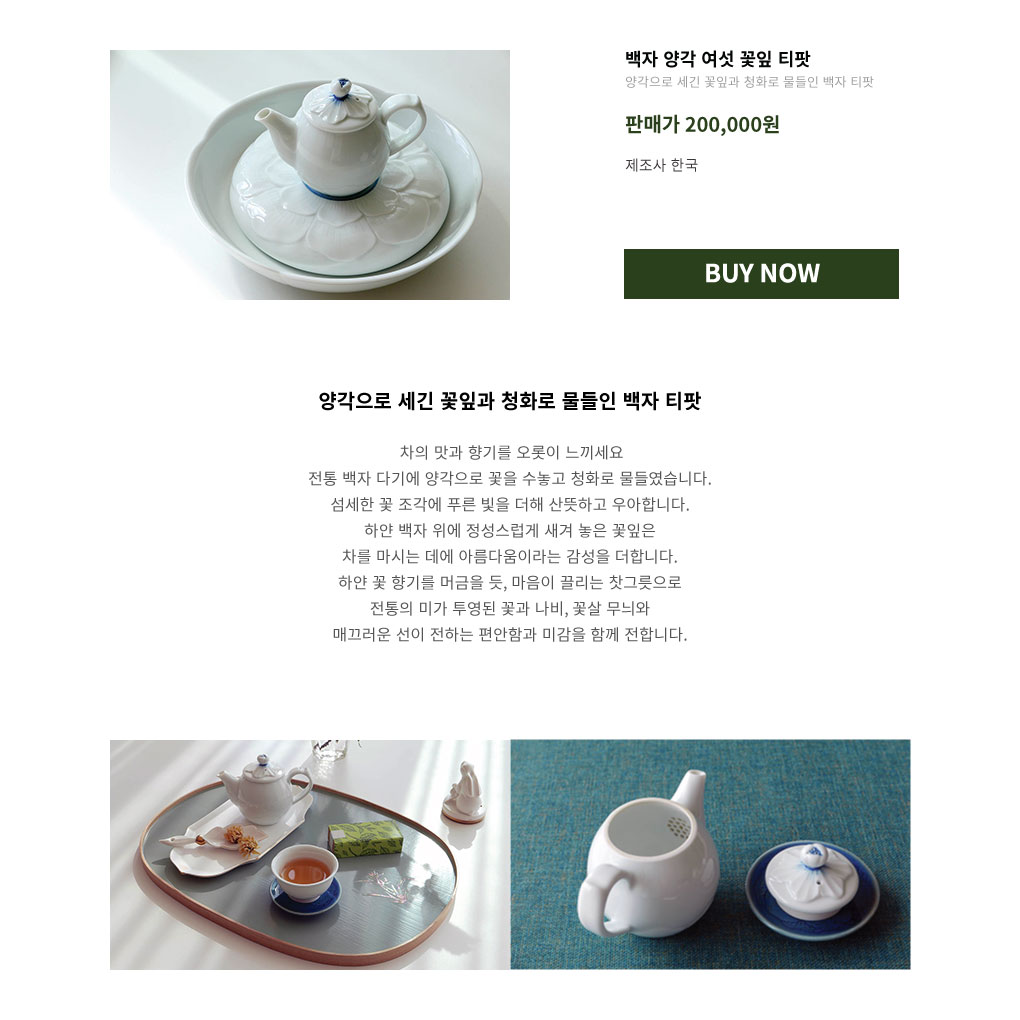 백자 양각 여섯 꽃잎 티팟
양각으로 세긴 꽃잎과 청화로 물들인 백자 티팟
판매가 200,000원
제조사 한국
BUY NOW
양각으로 세긴 꽃잎과 청화로 물들인 백자 티팟
차의 맛과 향기를 오롯이 느끼세요
전통 백자 다기에 양각으로 꽃을 수놓고 청화로 물들였습니다.
섬세한 꽃 조각에 푸른 빛을 더해 산뜻하고 우아합니다.
하얀 백자 위에 정성스럽게 새겨 놓은 꽃잎은
차를 마시는 데에 아름다움이라는 감성을 더합니다.
하얀 꽃 향기를 머금을 듯, 마음이 끌리는 찻그릇으로
전통의 미가 투영된 꽃과 나비, 꽃살 무늬와
매끄러운 선이 전하는 편안함과 미감을 함께 전합니다.